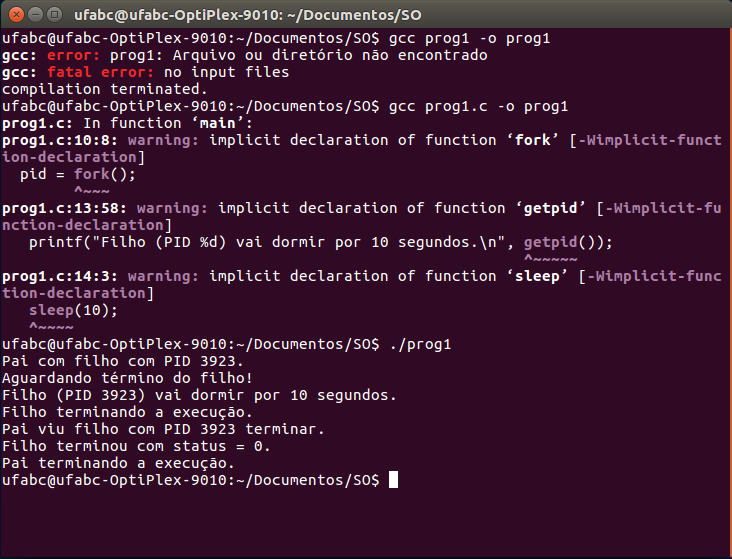 ufabc@ufabc-OptiPlex-9010: ~/Documentos/SO
ufabc@ufabc-OptiPlex-9010:~/Documentos/SO$ gcc prog1 -o prog1
gcc: error: prog1: Arquivo ou diretório não encontrado
gcc: fatal error: no input files
compilation terminated.
ufabc@ufabc-OptiPlex-9010:~/Documentos/SO$ gcc prog1.c -o prog1
prog1.c: In function ‘main’:
prog1.c:10:8: warning: implicit declaration of function ‘fork’ [-Wimplicit-funct
ion-declaration]
  pid = fork();
        ^~~~
prog1.c:13:58: warning: implicit declaration of function ‘getpid’ [-Wimplicit-fu
nction-declaration]
   printf("Filho (PID %d) vai dormir por 10 segundos.\n", getpid());
                                                          ^~~~~~
prog1.c:14:3: warning: implicit declaration of function ‘sleep’ [-Wimplicit-func
tion-declaration]
   sleep(10);
   ^~~~~
ufabc@ufabc-OptiPlex-9010:~/Documentos/SO$ ./prog1
Pai com filho com PID 3923.
Aguardando término do filho!
Filho (PID 3923) vai dormir por 10 segundos.
Filho terminando a execução.
Pai viu filho com PID 3923 terminar.
Filho terminou com status = 0.
Pai terminando a execução.
ufabc@ufabc-OptiPlex-9010:~/Documentos/SO$